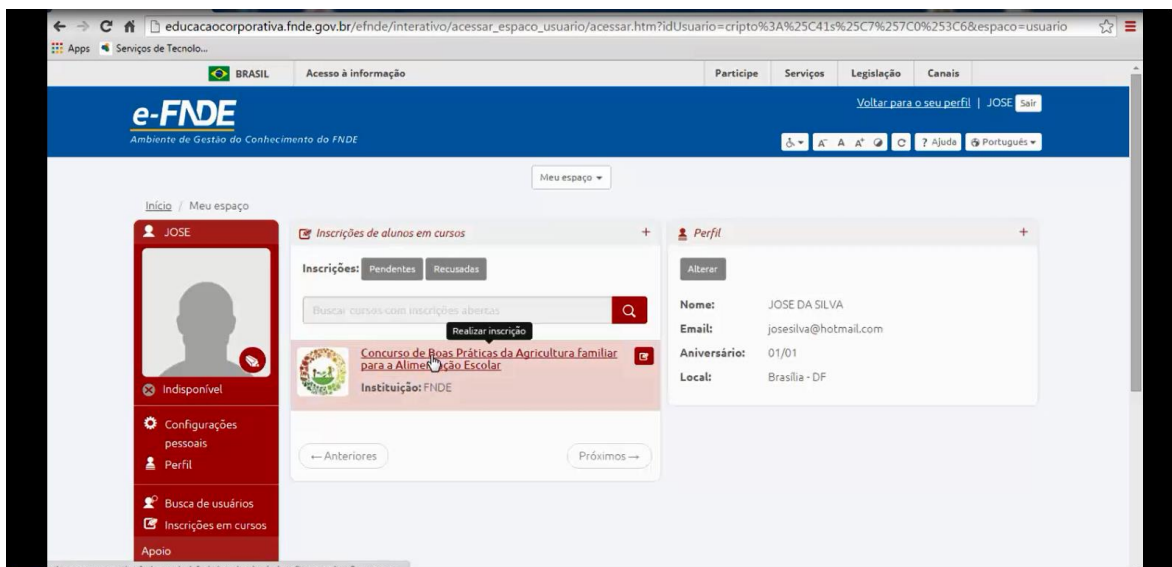 educacaocorporativa.fnde.gov.br/efnde/interativo/acessar_espaco_usuario/acessar.htm?idUsuario=cripto%3A%25C41s%25C7%257C0%253C6&espaco=usuario
Apps Serviços de Tecnolo...
BRASIL Acesso à informação Participe Serviços Legislação Canais
e-FNDE
Voltar para o seu perfil | JOSE Sair
Ambiente de Gestão do Conhecimento do FNDE
A- A A+ C ? Ajuda Português
Meu espaço
Início / Meu espaço
JOSE
Indisponível
Configurações
pessoais
Perfil
Busca de usuários
Inscrições em cursos
Apoio
Inscrições de alunos em cursos +
Inscrições: Pendentes Recusadas
Buscar cursos com inscrições abertas
Realizar inscrição
Concurso de Boas Práticas da Agricultura familiar
para a Alimentação Escolar
Instituição: FNDE
← Anteriores Próximos →
Perfil +
Alterar
Nome: JOSE DA SILVA
Email: josesilva@hotmail.com
Aniversário: 01/01
Local: Brasília - DF